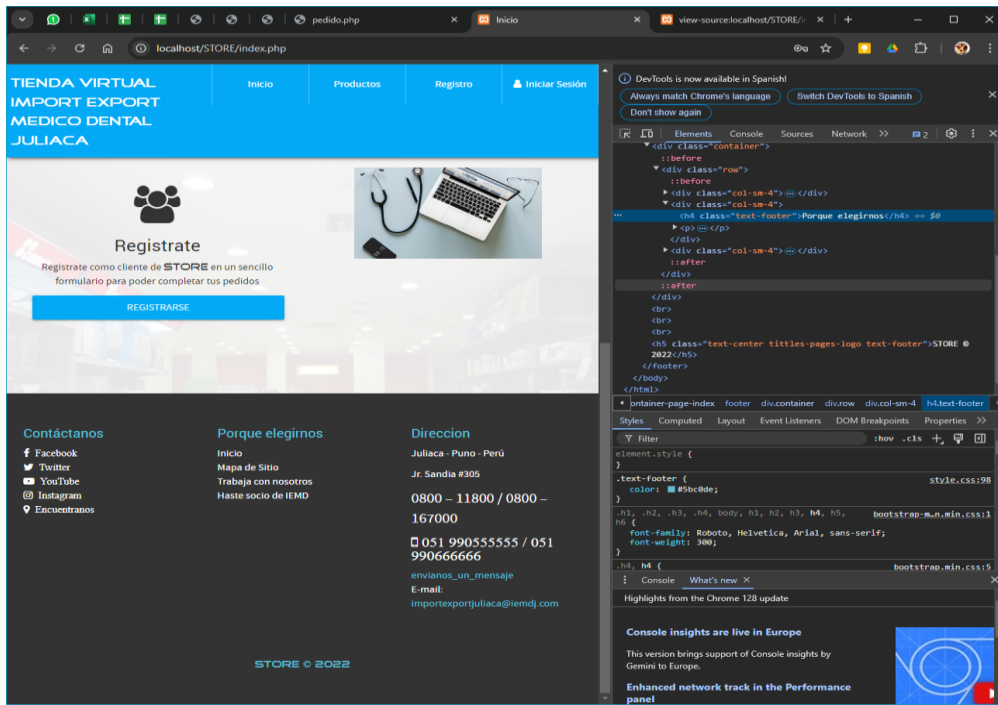 pedido.php
Inicio
view-source:localhost/STORE/i
localhost/STORE/index.php
TIENDA VIRTUAL
IMPORT EXPORT
MEDICO DENTAL
JULIACA
Inicio
Productos
Registro
Iniciar Sesión
Registrate
Registrate como cliente de STORE en un sencillo
formulario para poder completar tus pedidos
REGISTRARSE
Contáctanos
Facebook
Twitter
YouTube
Instagram
Encuentranos
Porque elegirnos
Inicio
Mapa de Sitio
Trabaja con nosotros
Haste socio de IEMD
Direccion
Juliaca - Puno - Perú
Jr. Sandia #305
0800 – 11800 / 0800 –
167000
051 990555555 / 051
990666666
envianos_un_mensaje
E-mail:
importexportjuliaca@iemdj.com
STORE © 2022
DevTools is now available in Spanish!
Always match Chrome's language
Switch DevTools to Spanish
Don't show again
Elements
Console
Sources
Network
2
<div class="container">
::before
<div class="row">
::before
<div class="col-sm-4"> ⋯ </div>
<div class="col-sm-4">
<h4 class="text-footer">Porque elegirnos</h4> == $0
<p> ⋯ </p>
</div>
<div class="col-sm-4"> ⋯ </div>
::after
</div>
::after
</div>
<br>
<br>
<br>
<h5 class="text-center tittles-pages-logo text-footer">STORE ©
2022</h5>
</footer>
</body>
</html>
ontainer-page-index
footer
div.container
div.row
div.col-sm-4
h4.text-footer
Styles
Computed
Layout
Event Listeners
DOM Breakpoints
Properties
Filter
:hov
.cls
element.style {
}
.text-footer {
style.css:98
color: #5bc0de;
}
.h1, .h2, .h3, .h4, body, h1, h2, h3, h4, h5,
bootstrap-m…n.min.css:1
h6 {
font-family: Roboto, Helvetica, Arial, sans-serif;
font-weight: 300;
}
.h4, h4 {
bootstrap.min.css:5
Console
What's new
Highlights from the Chrome 128 update
Console insights are live in Europe
This version brings support of Console insights by
Gemini to Europe.
Enhanced network track in the Performance
panel